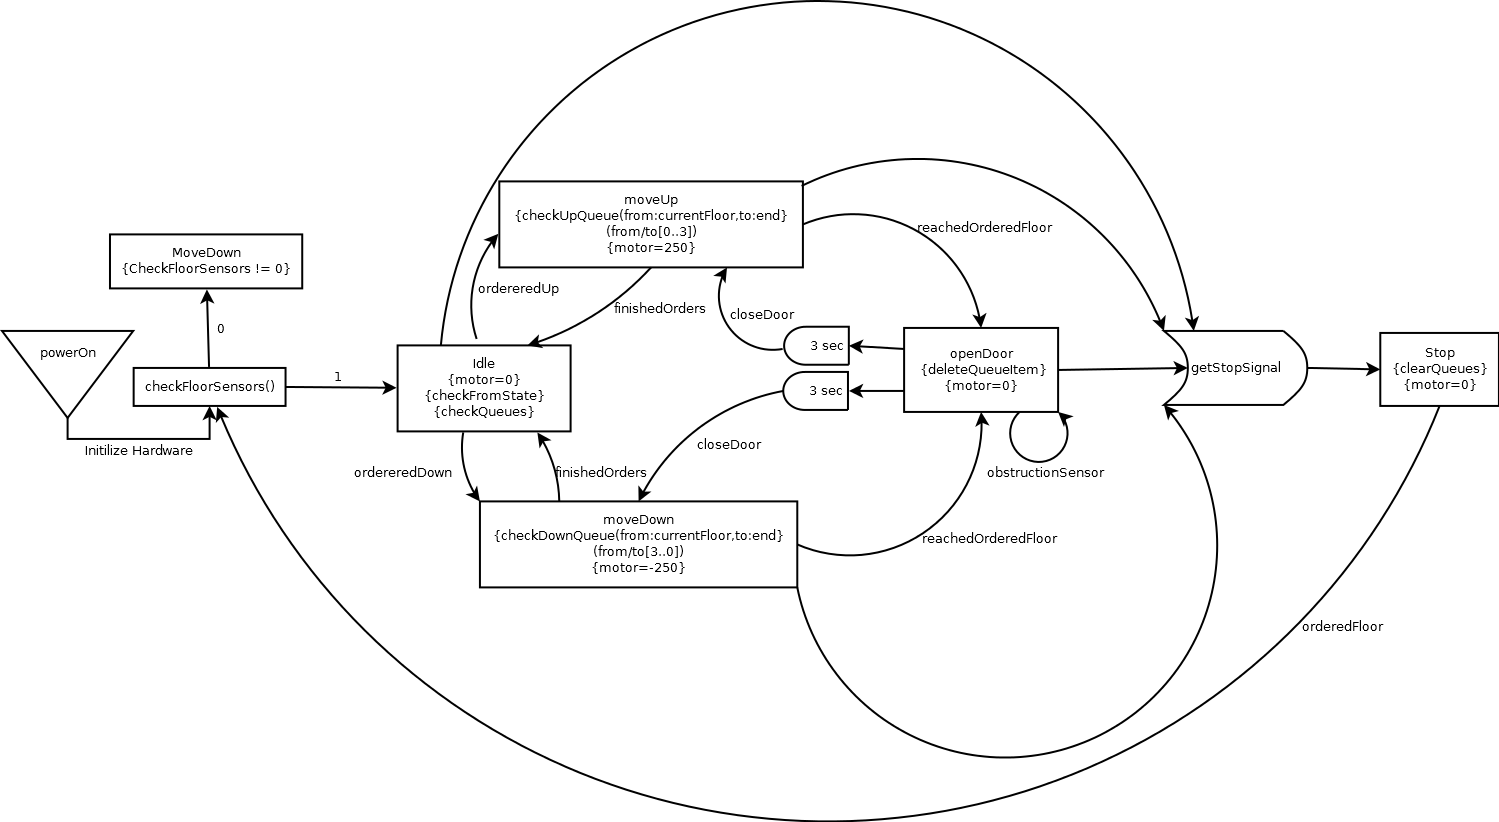 moveUp
{checkUpQueue(from:currentFloor,to:end}
(from/to[0..3])
{motor=250}
reachedOrderedFloor
MoveDown
{CheckFloorSensors != 0}
ordereredUp
finishedOrders
closeDoor
0
powerOn
3 sec
openDoor
{deleteQueueItem}
{motor=0}
getStopSignal
Stop
{clearQueues}
{motor=0}
checkFloorSensors()
1
Idle
{motor=0}
{checkFromState}
{checkQueues}
3 sec
Initilize Hardware
closeDoor
ordereredDown
finishedOrders
obstructionSensor
moveDown
{checkDownQueue(from:currentFloor,to:end}
(from/to[3..0])
{motor=-250}
reachedOrderedFloor
orderedFloor